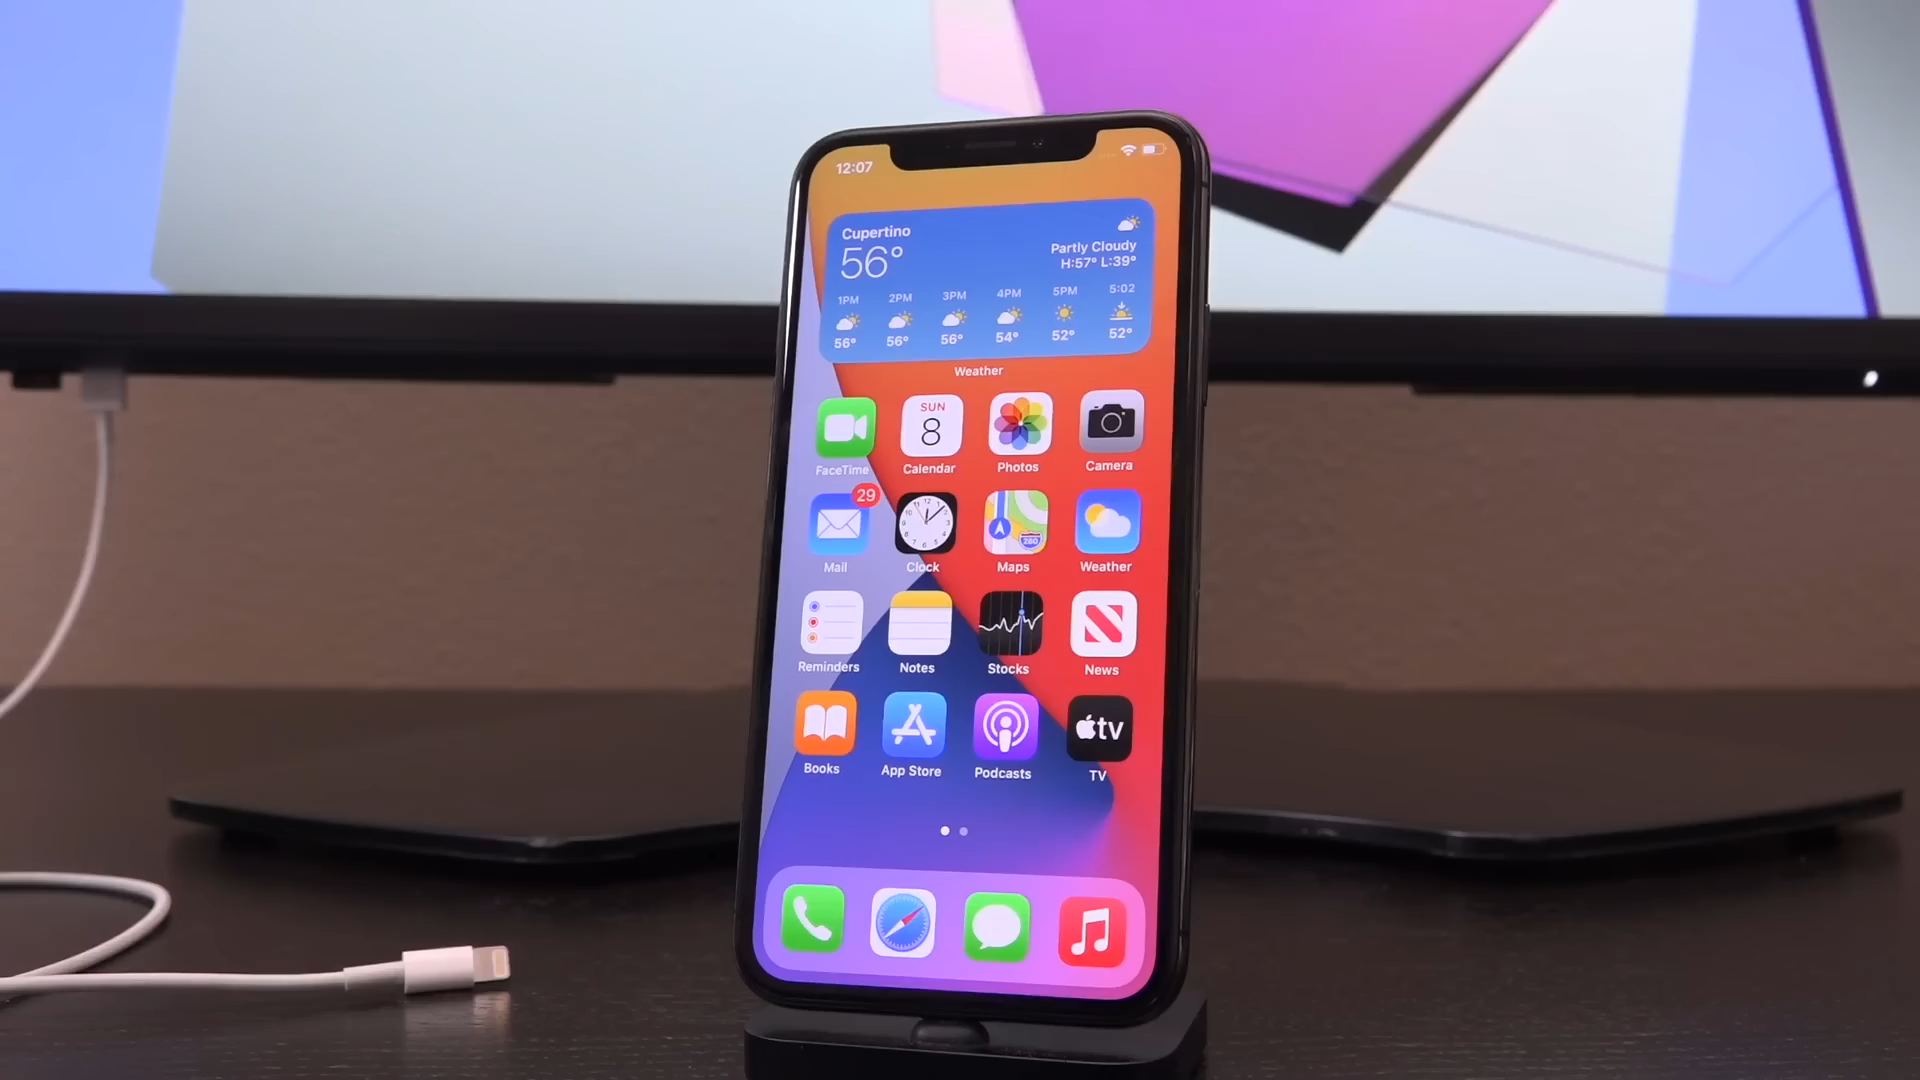 12:07
Cupertino
56°
Partly Cloudy
H:57° L:39°
1PM 2PM 3PM 4PM 5PM 5:02
56° 56° 56° 54° 52° 52°
Weather
SUN
8
FaceTime Calendar Photos Camera
29
280
Mail Clock Maps Weather
Reminders Notes Stocks News
tv
Books App Store Podcasts TV